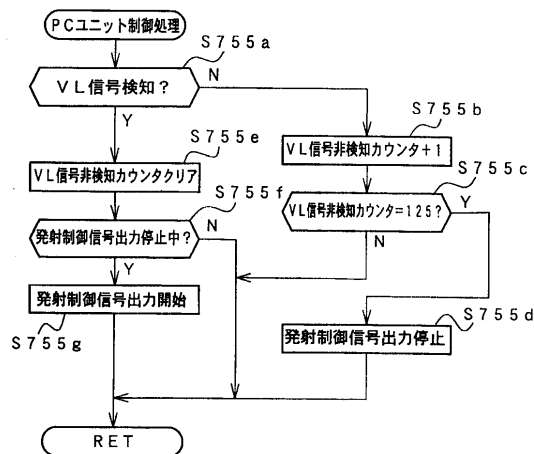 PCユニット制御処理
S755a
VL信号検知?
N
Y
S755b
VL信号非検知カウンタ+1
S755e
VL信号非検知カウンタクリア
S755c
VL信号非検知カウンタ=125?
Y
N
S755f
発射制御信号出力停止中?
N
Y
発射制御信号出力開始
S755g
S755d
発射制御信号出力停止
RET